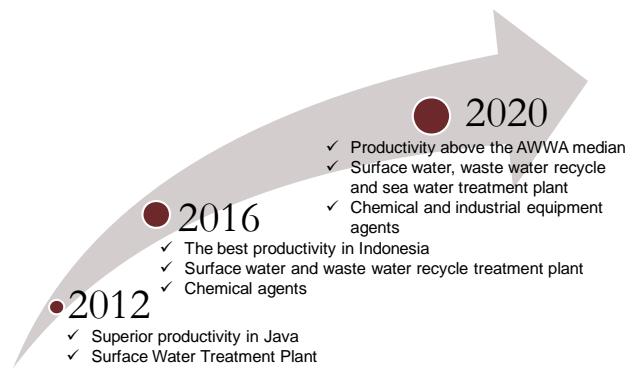 2020
✓ Productivity above the AWWA median
✓ Surface water, waste water recycle
and sea water treatment plant
✓ Chemical and industrial equipment
agents
2016
✓ The best productivity in Indonesia
✓ Surface water and waste water recycle treatment plant
✓ Chemical agents
2012
✓ Superior productivity in Java
✓ Surface Water Treatment Plant